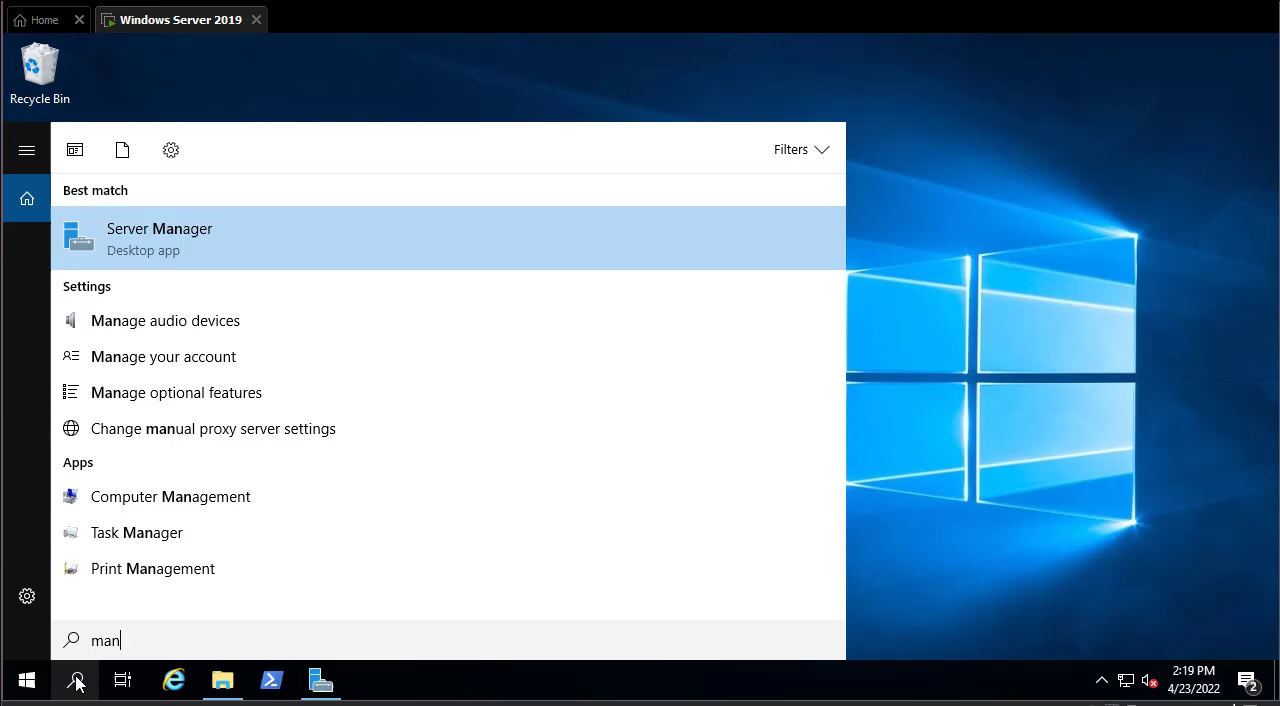 Home
Windows Server 2019
Recycle Bin
Filters
Best match
Server Manager
Desktop app
Settings
Manage audio devices
Manage your account
Manage optional features
Change manual proxy server settings
Apps
Computer Management
Task Manager
Print Management
man
2:19 PM
4/23/2022
2